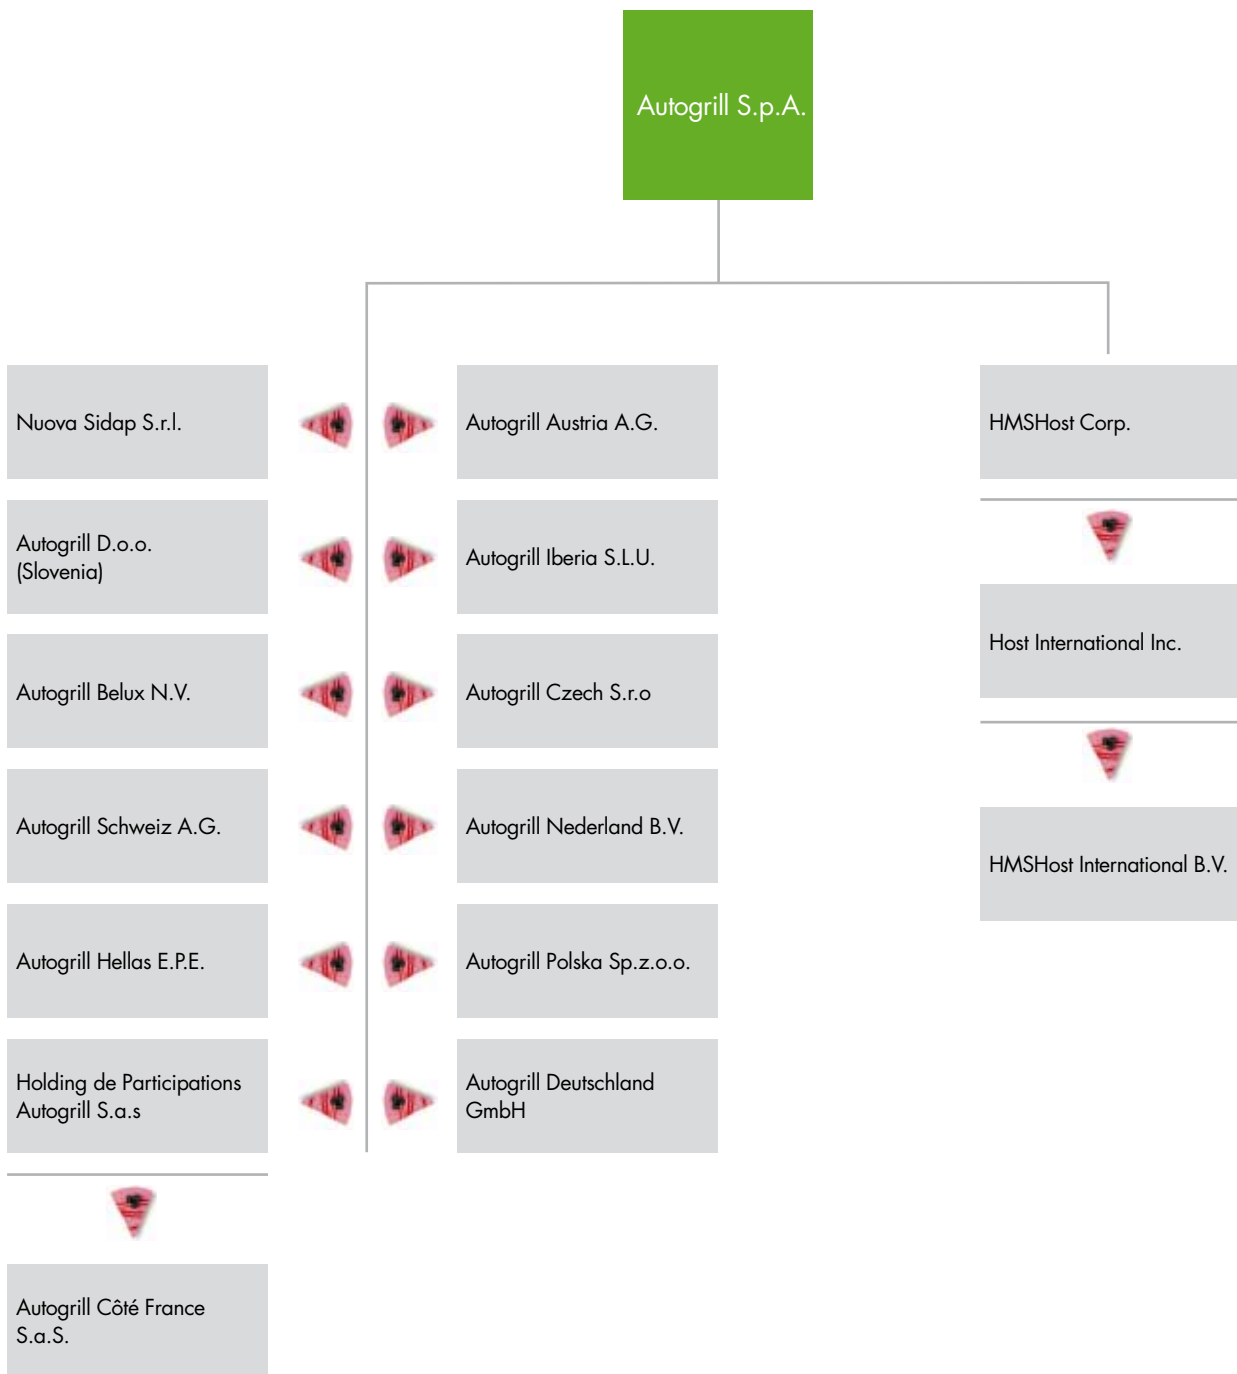 Autogrill S.p.A.
Nuova Sidap S.r.l.
Autogrill Austria A.G.
HMSHost Corp.
Autogrill D.o.o.
(Slovenia)
Autogrill Iberia S.L.U.
Host International Inc.
Autogrill Belux N.V.
Autogrill Czech S.r.o
Autogrill Schweiz A.G.
Autogrill Nederland B.V.
HMSHost International B.V.
Autogrill Hellas E.P.E.
Autogrill Polska Sp.z.o.o.
Holding de Participations
Autogrill S.a.s
Autogrill Deutschland
GmbH
Autogrill Côté France
S.a.S.